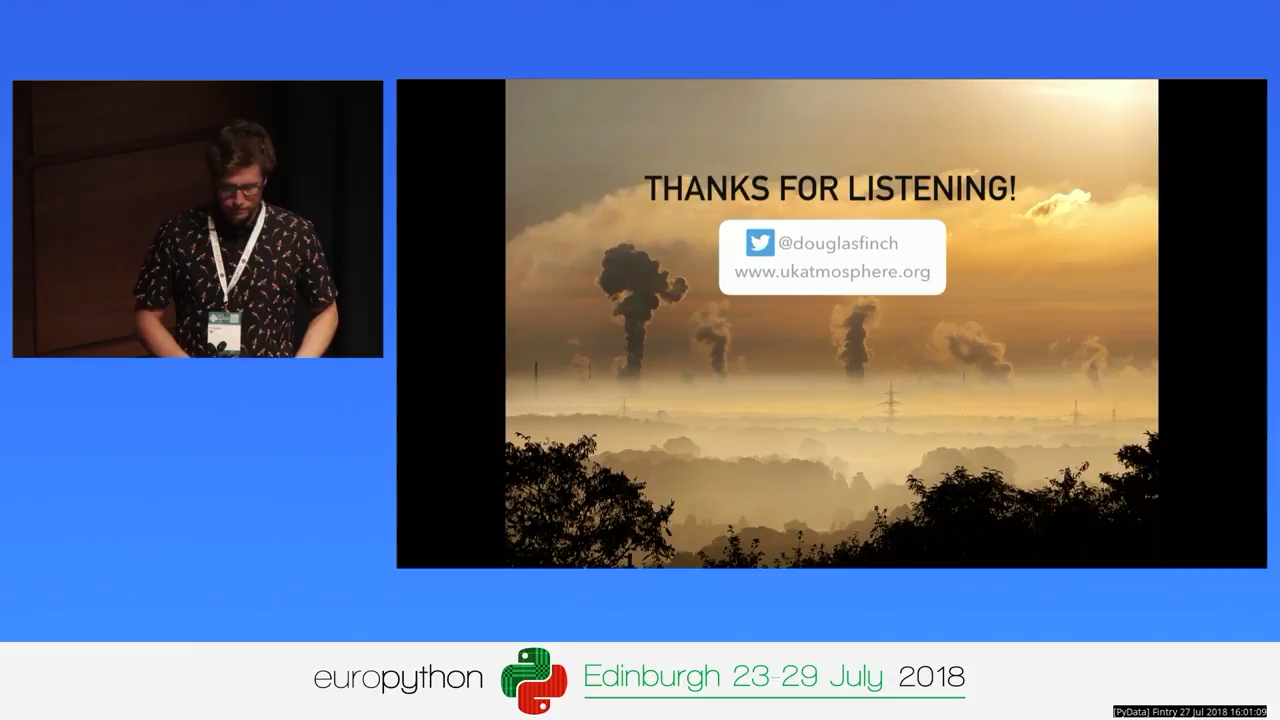 THANKS FOR LISTENING!
@douglasfinch
www.ukatmosphere.org
europython
Edinburgh 23-29 July 2018
[PyData] Fintry 27 Jul 2018 16:01:09